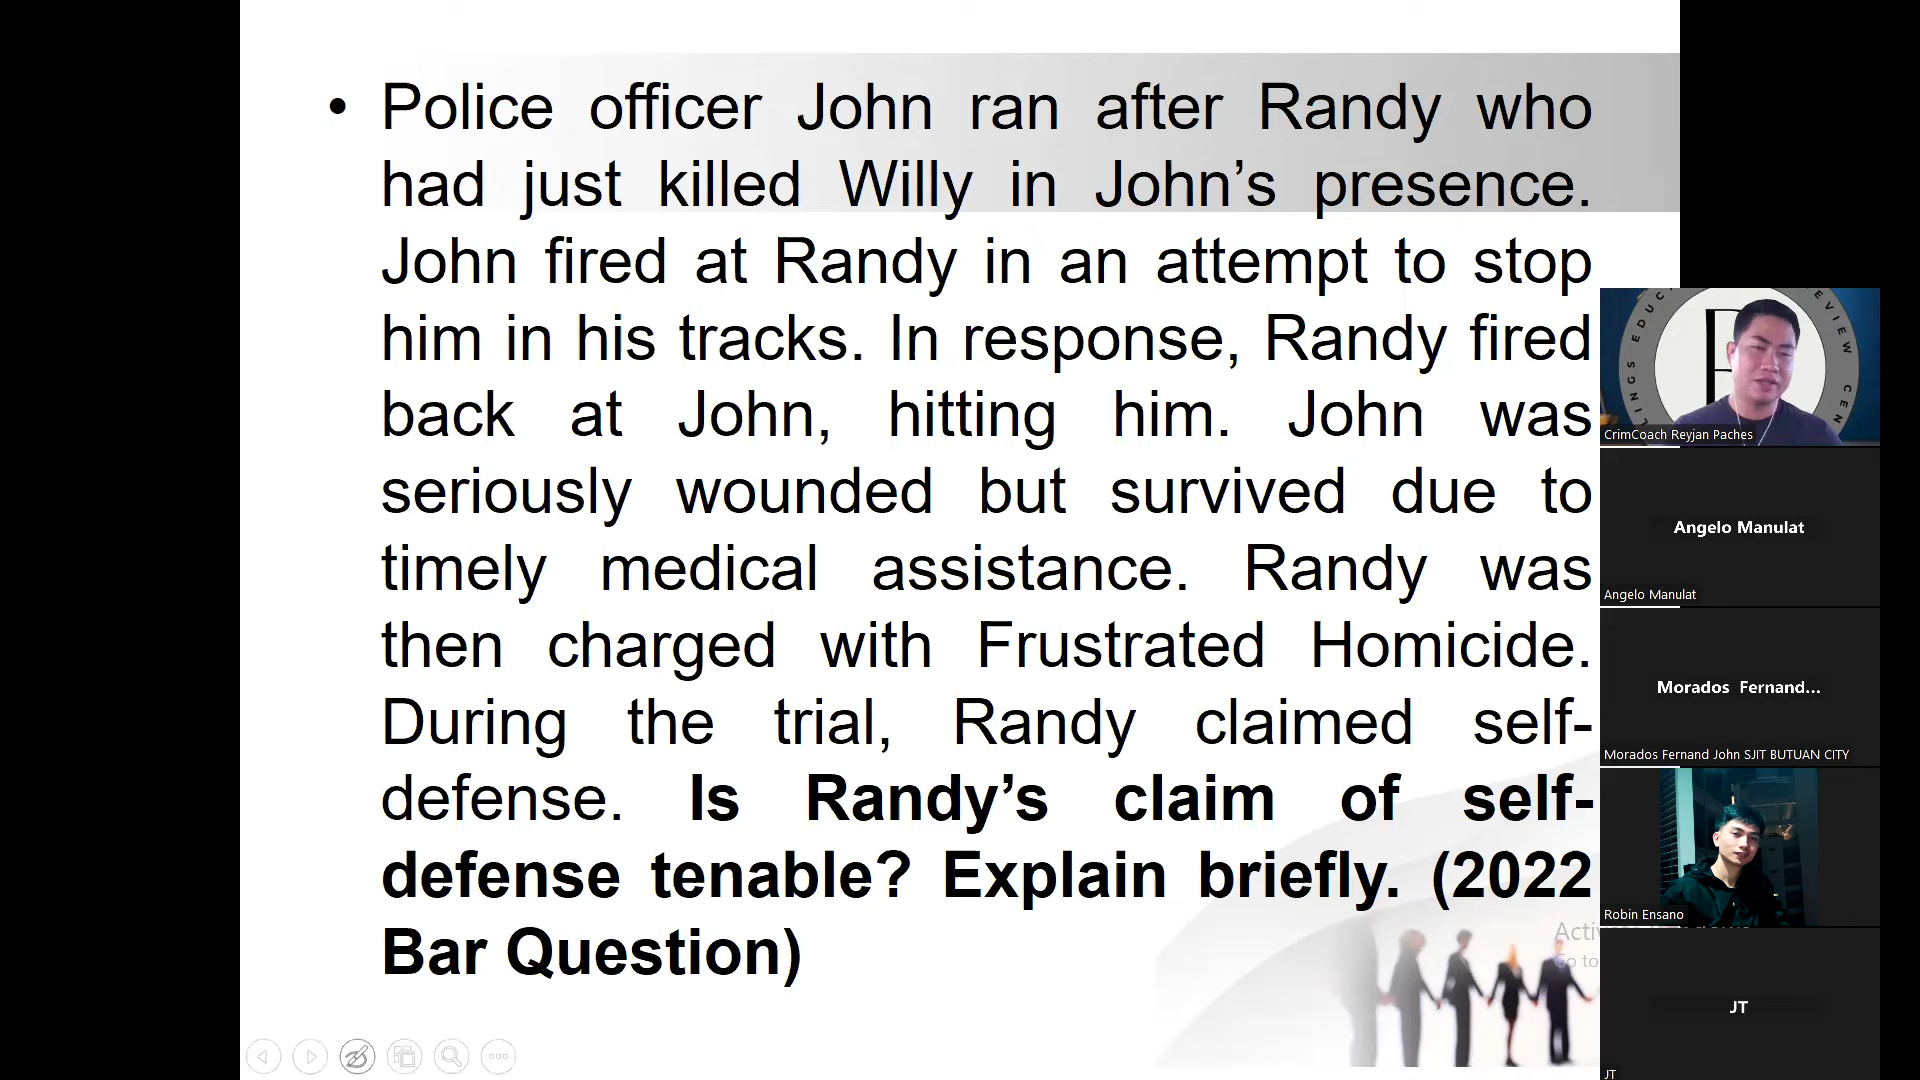 • Police officer John ran after Randy who
had just killed Willy in John’s presence.
John fired at Randy in an attempt to stop
him in his tracks. In response, Randy fired
back at John, hitting him. John was
seriously wounded but survived due to
timely medical assistance. Randy was
then charged with Frustrated Homicide.
During the trial, Randy claimed self-
defense. Is Randy’s claim of self-
defense tenable? Explain briefly. (2022
Bar Question)
CrimCoach Reyjan Paches
Angelo Manulat
Angelo Manulat
Morados Fernand...
Morados Fernand John SJIT BUTUAN CITY
Robin Ensano
JT
JT